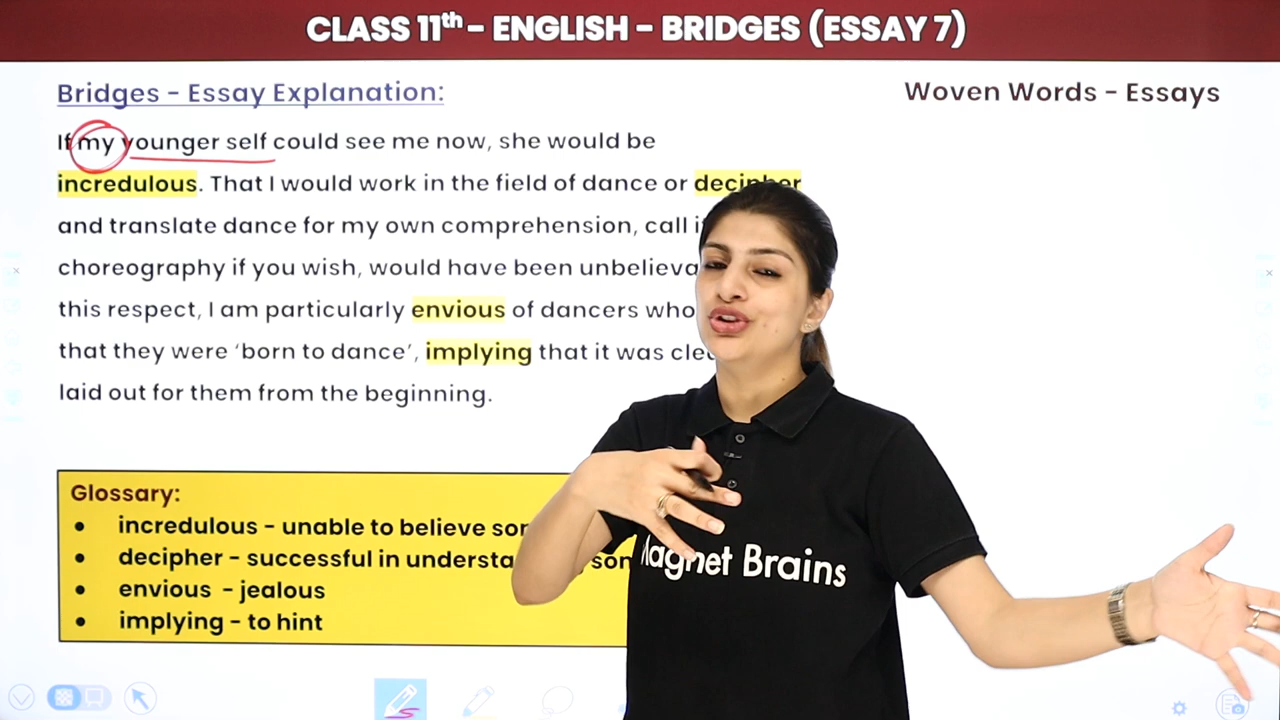 CLASS 11th - ENGLISH - BRIDGES (ESSAY 7)
Bridges - Essay Explanation:
Woven Words - Essays
If my younger self could see me now, she would be
incredulous. That I would work in the field of dance or decipher
and translate dance for my own comprehension, call
choreography if you wish, would have been
this respect, I am particularly envious of dancers who
that they were ‘born to dance’, implying that it was
laid out for them from the beginning.
Glossary:
• incredulous - unable to believe
• decipher - successful in
• envious - jealous
• implying - to hint
Magnet Brains